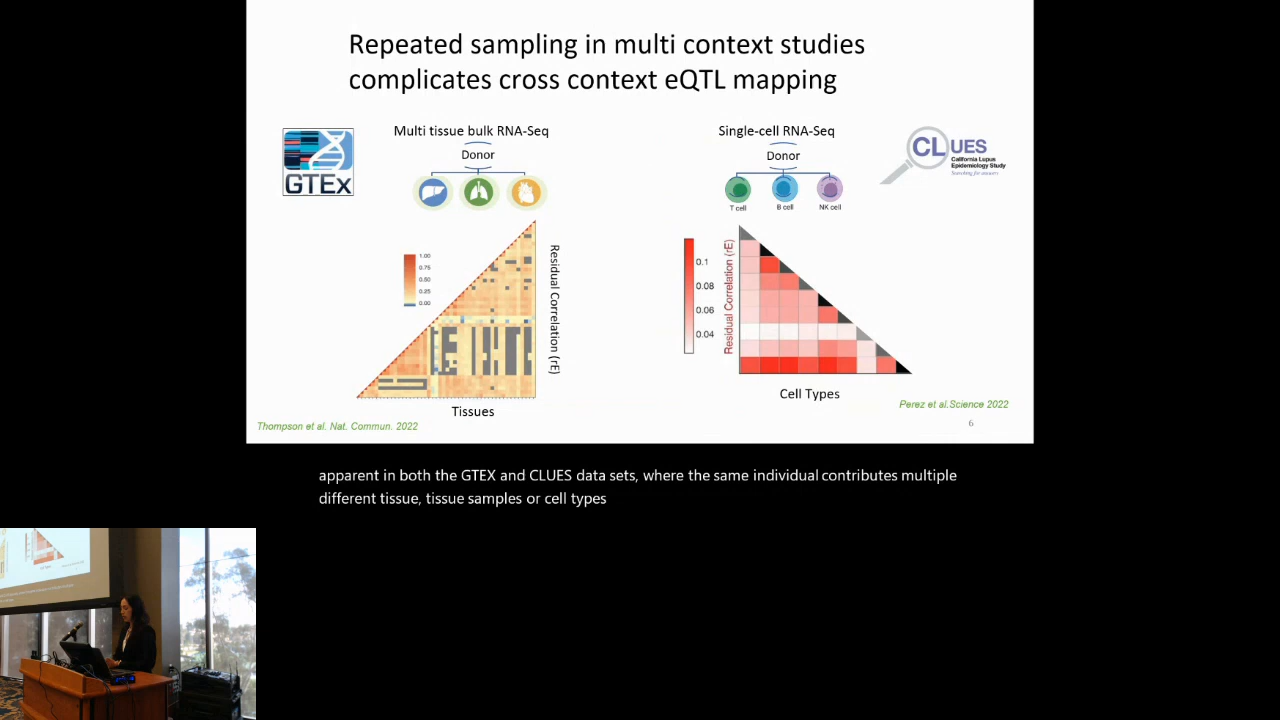 Repeated sampling in multi context studies
complicates cross context eQTL mapping
GTEx
Multi tissue bulk RNA-Seq
Donor
1.00
0.75
0.50
0.25
0.00
Residual Correlation (rE)
Tissues
Thompson et al. Nat. Commun. 2022
Single-cell RNA-Seq
Donor
T cell
B cell
NK cell
CLUES
California Lupus
Epidemiology Study
Searching for answers
0.1
0.08
0.06
0.04
Residual Correlation (rE)
Cell Types
Perez et al.Science 2022
6
apparent in both the GTEX and CLUES data sets, where the same individual contributes multiple
different tissue, tissue samples or cell types